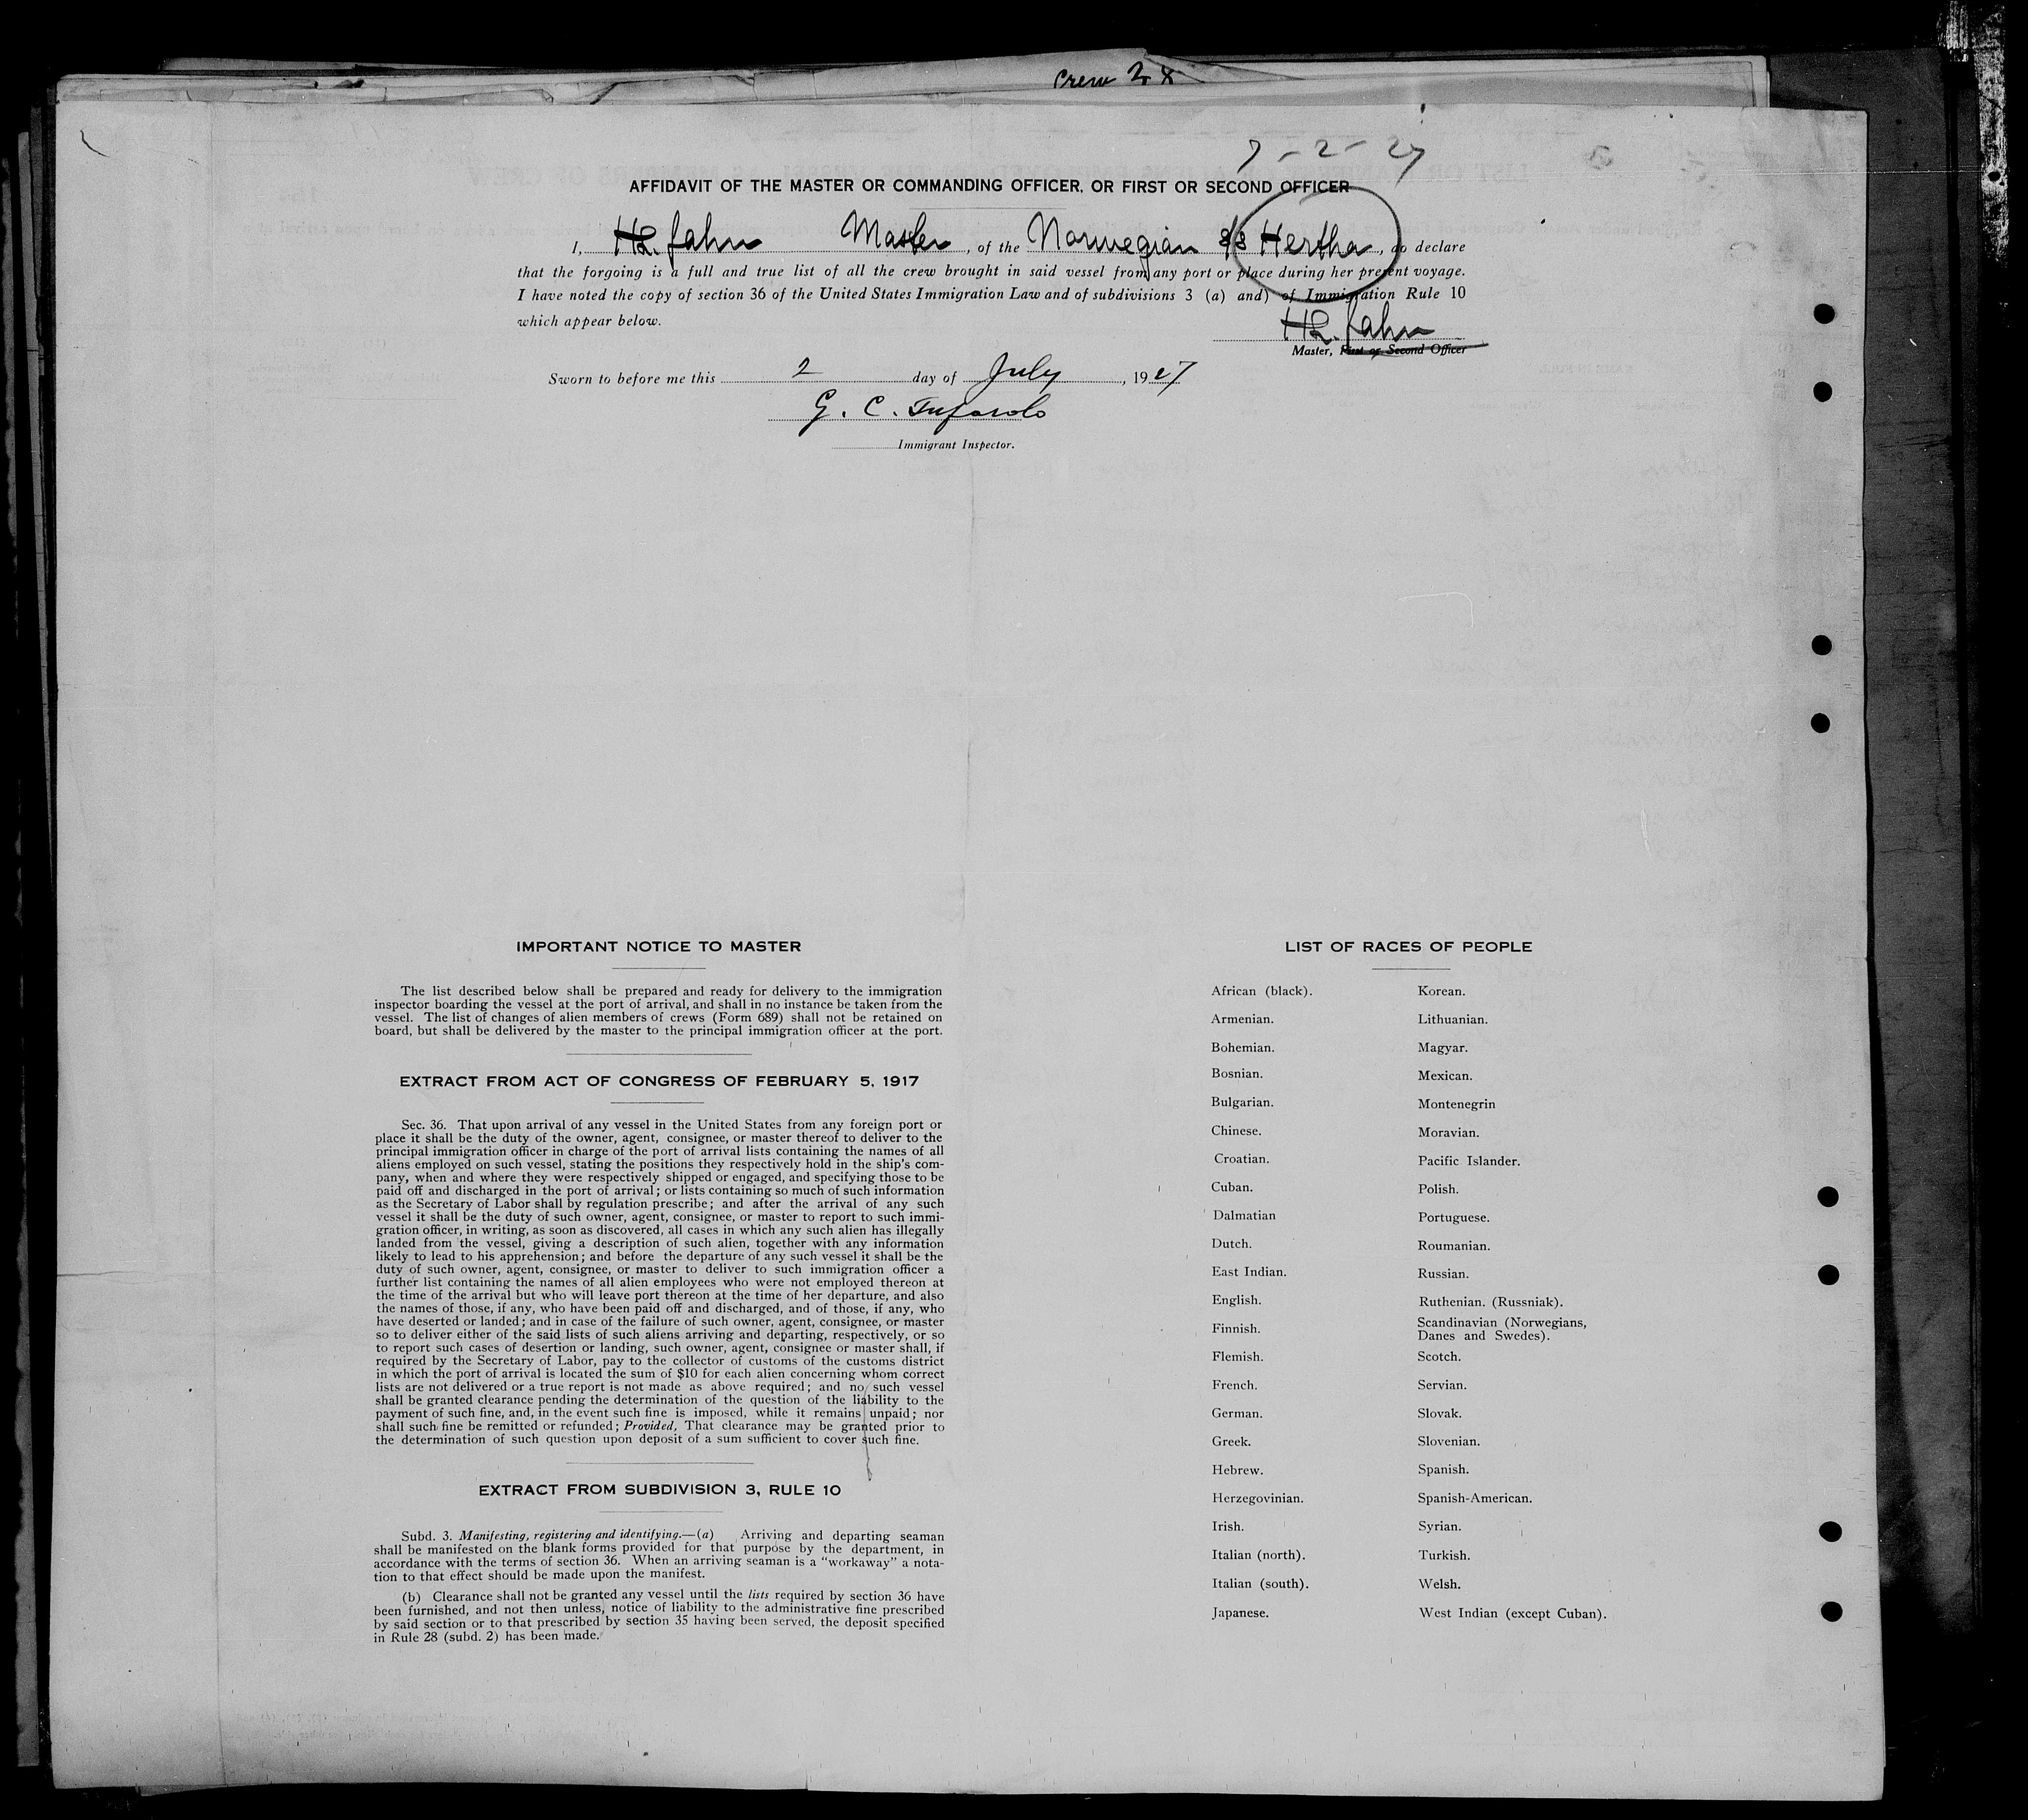 Crew 28
7-2-27
AFFIDAVIT OF THE MASTER OR COMMANDING OFFICER, OR FIRST OR SECOND OFFICER
I, Jahn Master, of the Norwegian SS Hertha, do declare
that the forgoing is a full and true list of all the crew brought in said vessel from any port or place during her present voyage.
I have noted the copy of section 36 of the United States Immigration Law and of subdivisions 3 (a) and) of Immigration Rule 10
which appear below.
Jahn
Master, First or Second Officer
Sworn to before me this 2 day of July, 1927
G. C.
Immigrant Inspector.
IMPORTANT NOTICE TO MASTER
The list described below shall be prepared and ready for delivery to the immigration
inspector boarding the vessel at the port of arrival, and shall in no instance be taken from the
vessel. The list of changes of alien members of crews (Form 689) shall not be retained on
board, but shall be delivered by the master to the principal immigration officer at the port.
EXTRACT FROM ACT OF CONGRESS OF FEBRUARY 5, 1917
Sec. 36. That upon arrival of any vessel in the United States from any foreign port or
place it shall be the duty of the owner, agent, consignee, or master thereof to deliver to the
principal immigration officer in charge of the port of arrival lists containing the names of all
aliens employed on such vessel, stating the positions they respectively hold in the ship's com-
pany, when and where they were respectively shipped or engaged, and specifying those to be
paid off and discharged in the port of arrival; or lists containing so much of such information
as the Secretary of Labor shall by regulation prescribe; and after the arrival of any such
vessel it shall be the duty of such owner, agent, consignee, or master to report to such immi-
gration officer, in writing, as soon as discovered, all cases in which any such alien has illegally
landed from the vessel, giving a description of such alien, together with any information
likely to lead to his apprehension; and before the departure of any such vessel it shall be the
duty of such owner, agent, consignee, or master to deliver to such immigration officer a
further list containing the names of all alien employees who were not employed thereon at
the time of the arrival but who will leave port thereon at the time of her departure, and also
the names of those, if any, who have been paid off and discharged, and of those, if any, who
have deserted or landed; and in case of the failure of such owner, agent, consignee, or master
so to deliver either of the said lists of such aliens arriving and departing, respectively, or so
to report such cases of desertion or landing, such owner, agent, consignee or master shall, if
required by the Secretary of Labor, pay to the collector of customs of the customs district
in which the port of arrival is located the sum of $10 for each alien concerning whom correct
lists are not delivered or a true report is not made as above required; and no such vessel
shall be granted clearance pending the determination of the question of the liability to the
payment of such fine, and, in the event such fine is imposed, while it remains unpaid; nor
shall such fine be remitted or refunded; Provided, That clearance may be granted prior to
the determination of such question upon deposit of a sum sufficient to cover such fine.
EXTRACT FROM SUBDIVISION 3, RULE 10
Subd. 3. Manifesting, registering and identifying.—(a) Arriving and departing seaman
shall be manifested on the blank forms provided for that purpose by the department, in
accordance with the terms of section 36. When an arriving seaman is a "workaway" a nota-
tion to that effect should be made upon the manifest.
(b) Clearance shall not be granted any vessel until the lists required by section 36 have
been furnished, and not then unless, notice of liability to the administrative fine prescribed
by said section or to that prescribed by section 35 having been served, the deposit specified
in Rule 28 (subd. 2) has been made.
LIST OF RACES OF PEOPLE
African (black).
Armenian.
Bohemian.
Bosnian.
Bulgarian.
Chinese.
Croatian.
Cuban.
Dalmatian
Dutch.
East Indian.
English.
Finnish.
Flemish.
French.
German.
Greek.
Hebrew.
Herzegovinian.
Irish.
Italian (north).
Italian (south).
Japanese.
Korean.
Lithuanian.
Magyar.
Mexican.
Montenegrin
Moravian.
Pacific Islander.
Polish.
Portuguese.
Roumanian.
Russian.
Ruthenian. (Russniak).
Scandinavian (Norwegians,
Danes and Swedes).
Scotch.
Servian.
Slovak.
Slovenian.
Spanish.
Spanish-American.
Syrian.
Turkish.
Welsh.
West Indian (except Cuban).